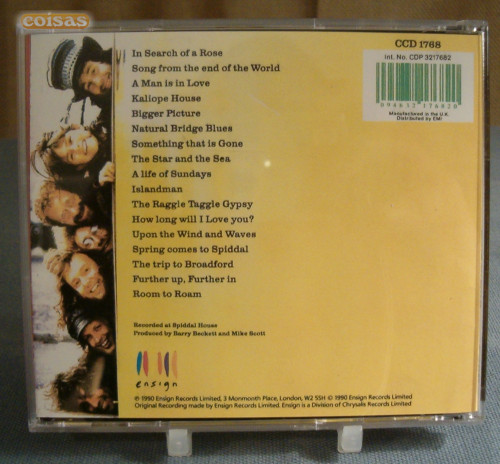 coisas
CCD 1768
Int. No. CDP 3217682
Manufactured in the U.K.
Distributed by EMI
In Search of a Rose
Song from the end of the World
A Man is in Love
Kaliope House
Bigger Picture
Natural Bridge Blues
Something that is Gone
The Star and the Sea
A life of Sundays
Islandman
The Raggle Taggle Gypsy
How long will I Love you?
Upon the Wind and Waves
Spring comes to Spiddal
The trip to Broadford
Further up, Further in
Room to Roam
Recorded at Spiddal House
Produced by Barry Beckett and Mike Scott
ensign
℗ 1990 Ensign Records Limited, 3 Monmouth Place, London, W2 5SH © 1990 Ensign Records Limited
Original Recording made by Ensign Records Limited. Ensign is a Division of Chrysalis Records Limited